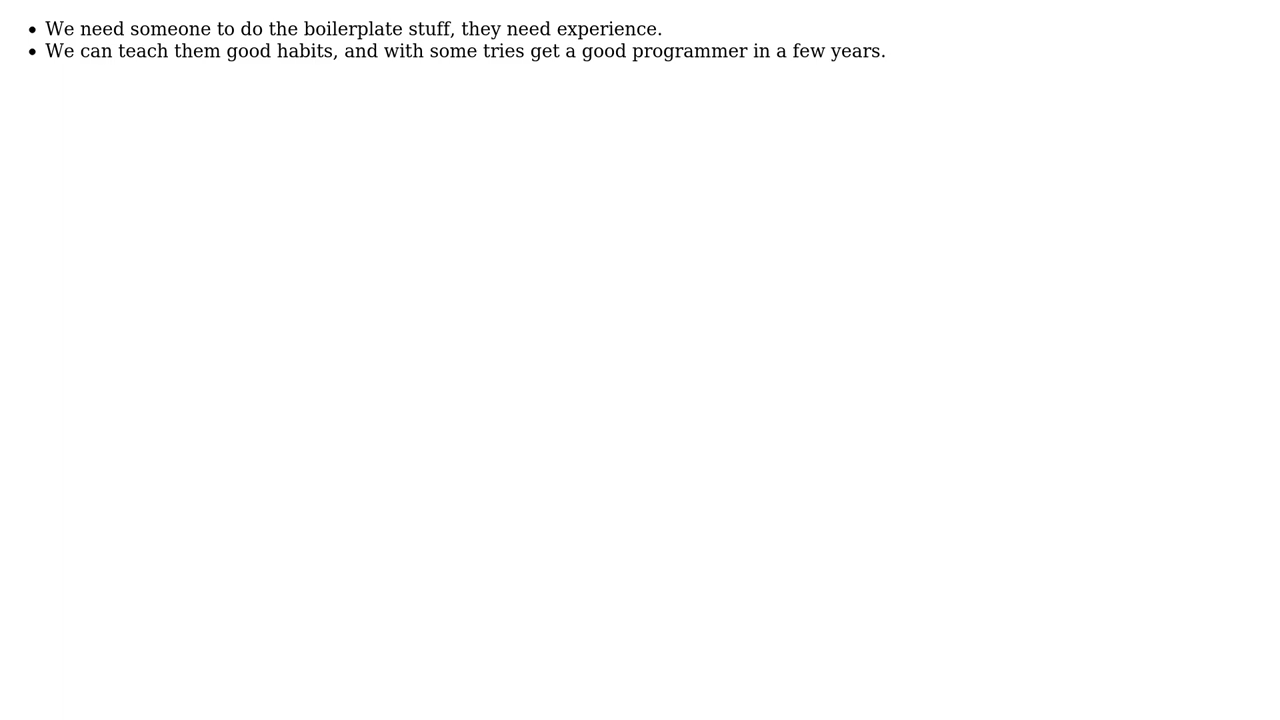 • We need someone to do the boilerplate stuff, they need experience.
• We can teach them good habits, and with some tries get a good programmer in a few years.